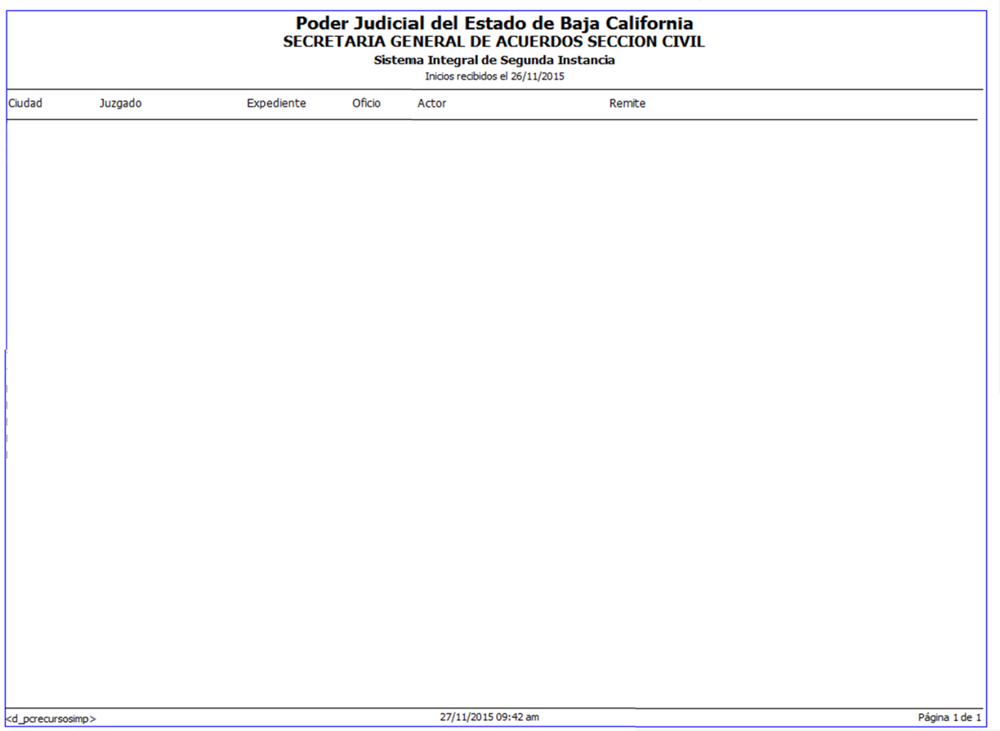 Poder Judicial del Estado de Baja California
SECRETARIA GENERAL DE ACUERDOS SECCION CIVIL
Sistema Integral de Segunda Instancia
Inicios recibidos el 26/11/2015
Ciudad Juzgado Expediente Oficio Actor Remite
<d_pcrecursosimp> 27/11/2015 09:42 am Página 1 de 1